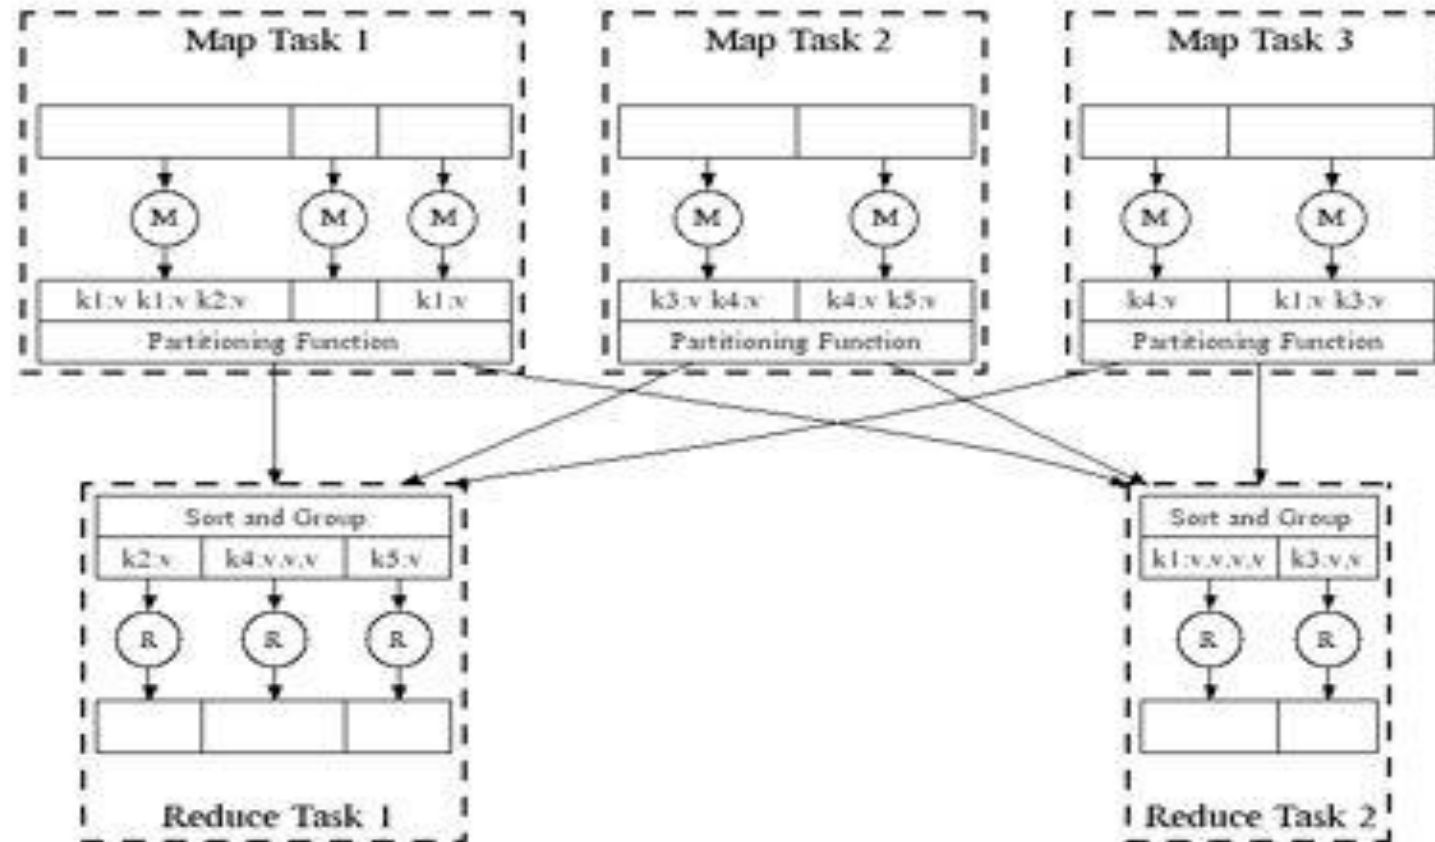 Map Task 1
Map Task 2
Map Task 3
M
M
M
M
M
M
M
k1:v k1:v k2:v
k1:v
k3:v k4:v
k4:v k5:v
k4:v
k1:v k3:v
Partitioning Function
Partitioning Function
Partitioning Function
Sort and Group
Sort and Group
k2:v
k4:v,v,v
k5:v
k1:v,v,v,v
k3:v,v
R
R
R
R
R
Reduce Task 1
Reduce Task 2